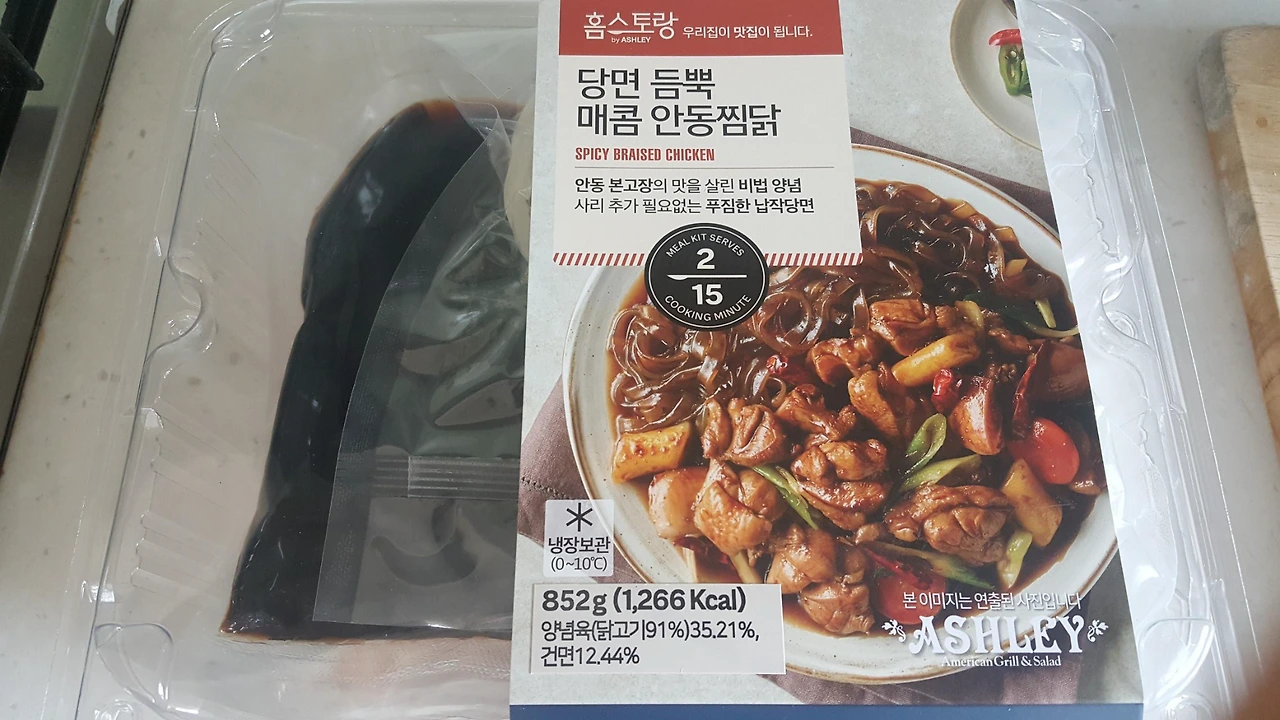 홈스토랑 우리집이 맛집이 됩니다.
by ASHLEY
당면 듬뿍
매콤 안동찜닭
SPICY BRAISED CHICKEN
안동 본고장의 맛을 살린 비법 양념
사리 추가 필요없는 푸짐한 납작당면
MEAL KIT SERVES
2
15
COOKING MINUTE
냉장보관
(0~10℃)
852g (1,266 Kcal)
양념육(닭고기91%)35.21%,
건면12.44%
본 이미지는 연출된 사진입니다
ASHLEY
American Grill & Salad